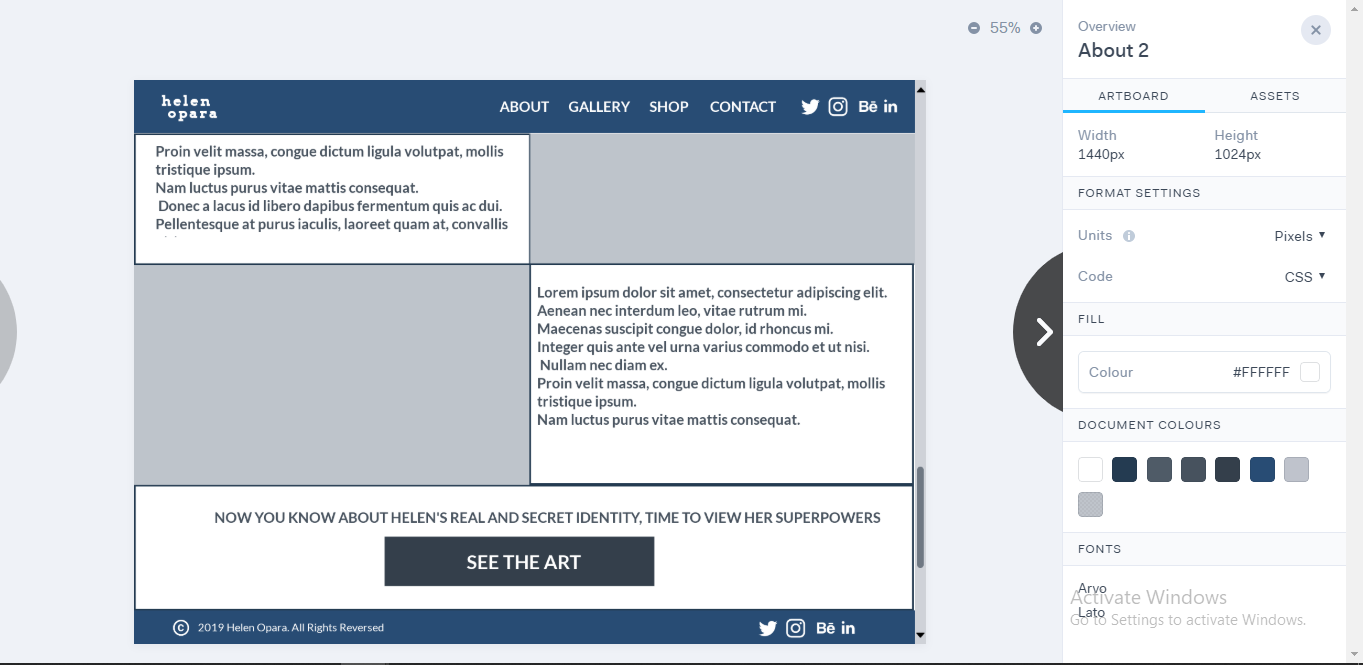 55%
Overview
About 2
ARTBOARD ASSETS
Width Height
1440px 1024px
FORMAT SETTINGS
Units Pixels
Code CSS
FILL
Colour #FFFFFF
DOCUMENT COLOURS
FONTS
Arvo
Lato
Activate Windows
Go to Settings to activate Windows.
helen
opara
ABOUT GALLERY SHOP CONTACT Bē in
Proin velit massa, congue dictum ligula volutpat, mollis
tristique ipsum.
Nam luctus purus vitae mattis consequat.
Donec a lacus id libero dapibus fermentum quis ac dui.
Pellentesque at purus iaculis, laoreet quam at, convallis
Lorem ipsum dolor sit amet, consectetur adipiscing elit.
Aenean nec interdum leo, vitae rutrum mi.
Maecenas suscipit congue dolor, id rhoncus mi.
Integer quis ante vel urna varius commodo et ut nisi.
Nullam nec diam ex.
Proin velit massa, congue dictum ligula volutpat, mollis
tristique ipsum.
Nam luctus purus vitae mattis consequat.
NOW YOU KNOW ABOUT HELEN'S REAL AND SECRET IDENTITY, TIME TO VIEW HER SUPERPOWERS
SEE THE ART
© 2019 Helen Opara. All Rights Reversed Bē in